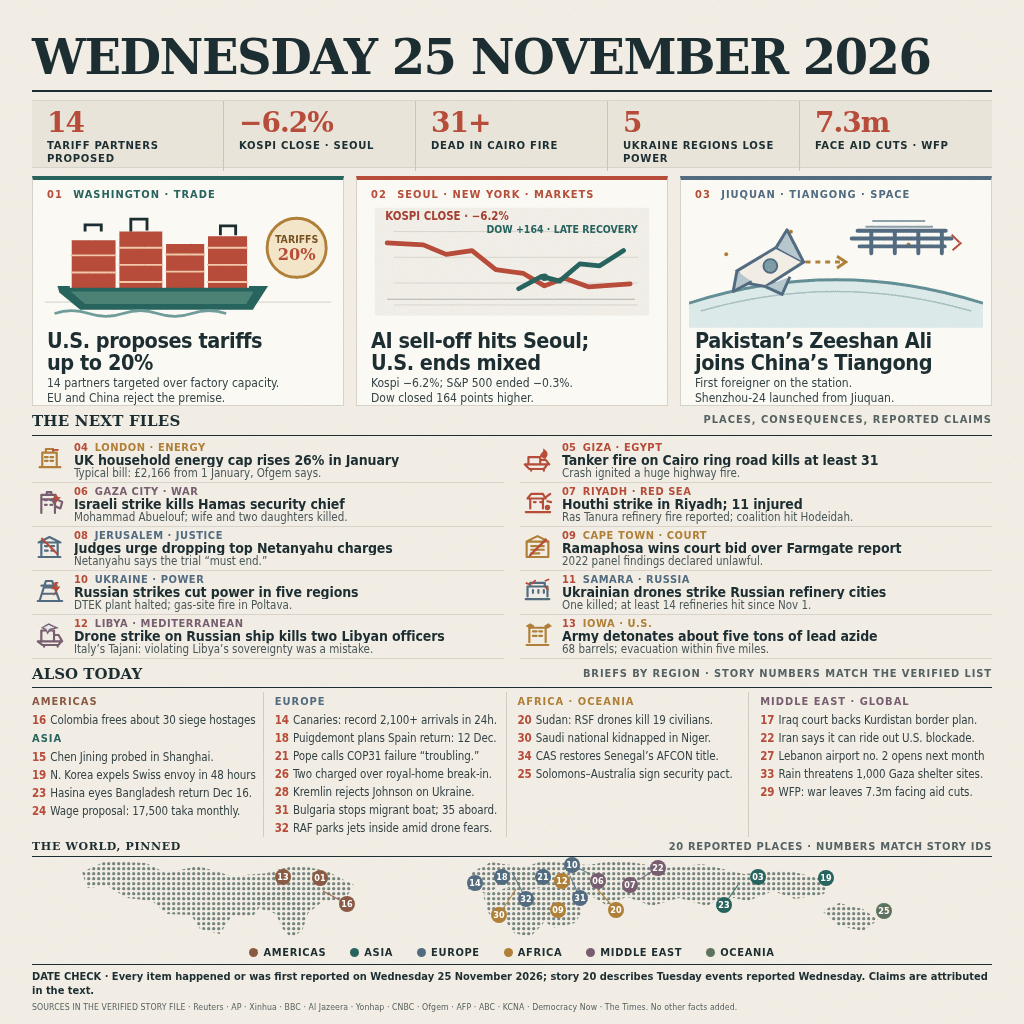 WEDNESDAY 25 NOVEMBER 2026
14
TARIFF PARTNERS
PROPOSED
−6.2%
KOSPI CLOSE · SEOUL
31+
DEAD IN CAIRO FIRE
5
UKRAINE REGIONS LOSE
POWER
7.3m
FACE AID CUTS · WFP
01 WASHINGTON · TRADE
TARIFFS
20%
U.S. proposes tariffs
up to 20%
14 partners targeted over factory capacity.
EU and China reject the premise.
02 SEOUL · NEW YORK · MARKETS
KOSPI CLOSE · −6.2%
DOW +164 · LATE RECOVERY
AI sell-off hits Seoul;
U.S. ends mixed
Kospi −6.2%; S&P 500 ended −0.3%.
Dow closed 164 points higher.
03 JIUQUAN · TIANGONG · SPACE
Pakistan’s Zeeshan Ali
joins China’s Tiangong
First foreigner on the station.
Shenzhou-24 launched from Jiuquan.
THE NEXT FILES
PLACES, CONSEQUENCES, REPORTED CLAIMS
04 LONDON · ENERGY
UK household energy cap rises 26% in January
Typical bill: £2,166 from 1 January, Ofgem says.
05 GIZA · EGYPT
Tanker fire on Cairo ring road kills at least 31
Crash ignited a huge highway fire.
06 GAZA CITY · WAR
Israeli strike kills Hamas security chief
Mohammad Abuelouf; wife and two daughters killed.
07 RIYADH · RED SEA
Houthi strike in Riyadh; 11 injured
Ras Tanura refinery fire reported; coalition hit Hodeidah.
08 JERUSALEM · JUSTICE
Judges urge dropping top Netanyahu charges
Netanyahu says the trial “must end.”
09 CAPE TOWN · COURT
Ramaphosa wins court bid over Farmgate report
2022 panel findings declared unlawful.
10 UKRAINE · POWER
Russian strikes cut power in five regions
DTEK plant halted; gas-site fire in Poltava.
11 SAMARA · RUSSIA
Ukrainian drones strike Russian refinery cities
One killed; at least 14 refineries hit since Nov 1.
12 LIBYA · MEDITERRANEAN
Drone strike on Russian ship kills two Libyan officers
Italy’s Tajani: violating Libya’s sovereignty was a mistake.
13 IOWA · U.S.
Army detonates about five tons of lead azide
68 barrels; evacuation within five miles.
ALSO TODAY
BRIEFS BY REGION · STORY NUMBERS MATCH THE VERIFIED LIST
AMERICAS
16 Colombia frees about 30 siege hostages
ASIA
15 Chen Jining probed in Shanghai.
19 N. Korea expels Swiss envoy in 48 hours
23 Hasina eyes Bangladesh return Dec 16.
24 Wage proposal: 17,500 taka monthly.
EUROPE
14 Canaries: record 2,100+ arrivals in 24h.
18 Puigdemont plans Spain return: 12 Dec.
21 Pope calls COP31 failure “troubling.”
26 Two charged over royal-home break-in.
28 Kremlin rejects Johnson on Ukraine.
31 Bulgaria stops migrant boat; 35 aboard.
32 RAF parks jets inside amid drone fears.
AFRICA · OCEANIA
20 Sudan: RSF drones kill 19 civilians.
30 Saudi national kidnapped in Niger.
34 CAS restores Senegal’s AFCON title.
25 Solomons–Australia sign security pact.
MIDDLE EAST · GLOBAL
17 Iraq court backs Kurdistan border plan.
22 Iran says it can ride out U.S. blockade.
27 Lebanon airport no. 2 opens next month
33 Rain threatens 1,000 Gaza shelter sites.
29 WFP: war leaves 7.3m facing aid cuts.
THE WORLD, PINNED
20 REPORTED PLACES · NUMBERS MATCH STORY IDS
13 01 16
14 18 21 10 12 06 07 22 32 31 30 09 20
03 23 19 25
AMERICAS ASIA EUROPE AFRICA MIDDLE EAST OCEANIA
DATE CHECK · Every item happened or was first reported on Wednesday 25 November 2026; story 20 describes Tuesday events reported Wednesday. Claims are attributed
in the text.
SOURCES IN THE VERIFIED STORY FILE · Reuters · AP · Xinhua · BBC · Al Jazeera · Yonhap · CNBC · Ofgem · AFP · ABC · KCNA · Democracy Now · The Times. No other facts added.